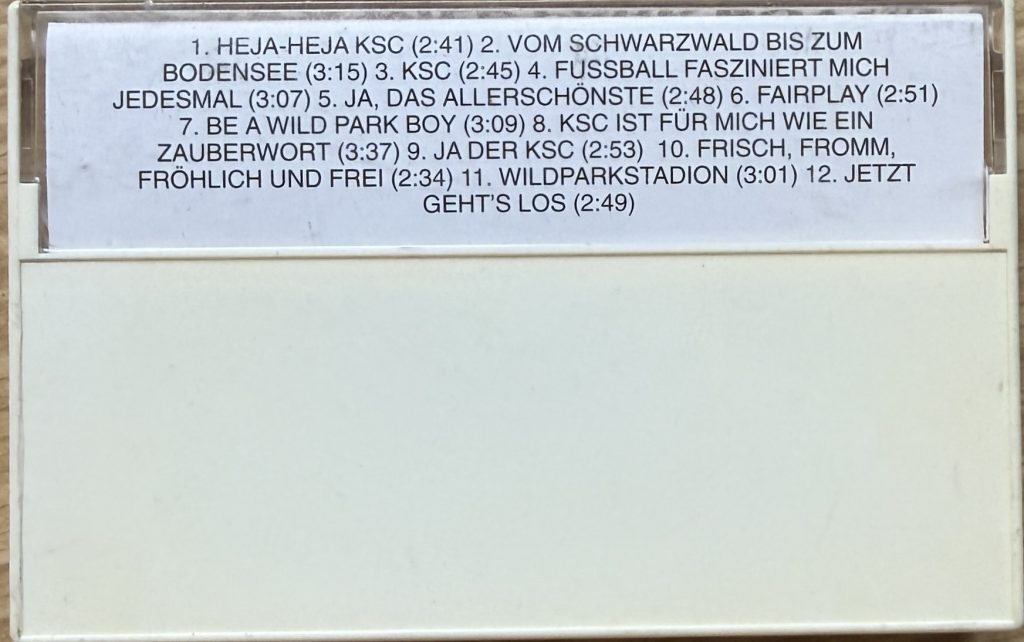 1. HEJA-HEJA KSC (2:41) 2. VOM SCHWARZWALD BIS ZUM
BODENSEE (3:15) 3. KSC (2:45) 4. FUSSBALL FASZINIERT MICH
JEDESMAL (3:07) 5. JA, DAS ALLERSCHÖNSTE (2:48) 6. FAIRPLAY (2:51)
7. BE A WILD PARK BOY (3:09) 8. KSC IST FÜR MICH WIE EIN
ZAUBERWORT (3:37) 9. JA DER KSC (2:53) 10. FRISCH, FROMM,
FRÖHLICH UND FREI (2:34) 11. WILDPARKSTADION (3:01) 12. JETZT
GEHT'S LOS (2:49)